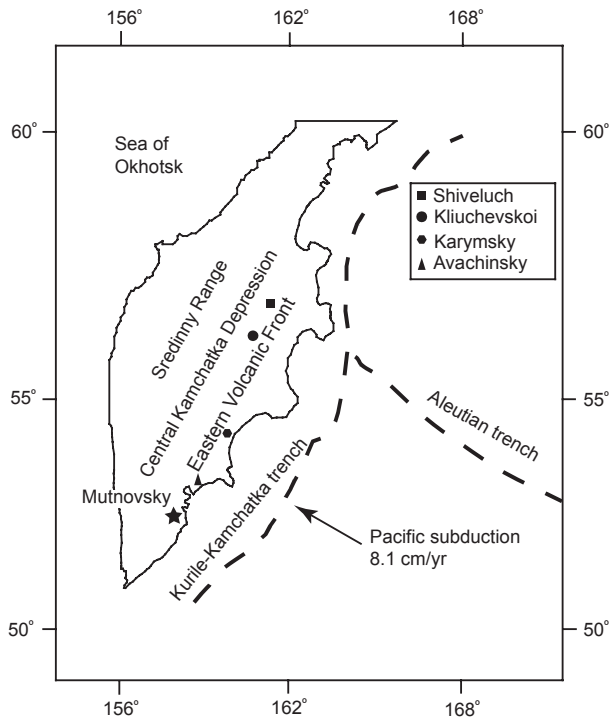 156˚
162˚
168˚
60˚
60˚
Sea of
Okhotsk
Shiveluch
Kliuchevskoi
Karymsky
Avachinsky
Sredinny Range
Central Kamchatka Depression
Eastern Volcanic Front
55˚
55˚
Aleutian trench
Mutnovsky
Kurile-Kamchatka trench
Pacific subduction
8.1 cm/yr
50˚
50˚
156˚
162˚
168˚